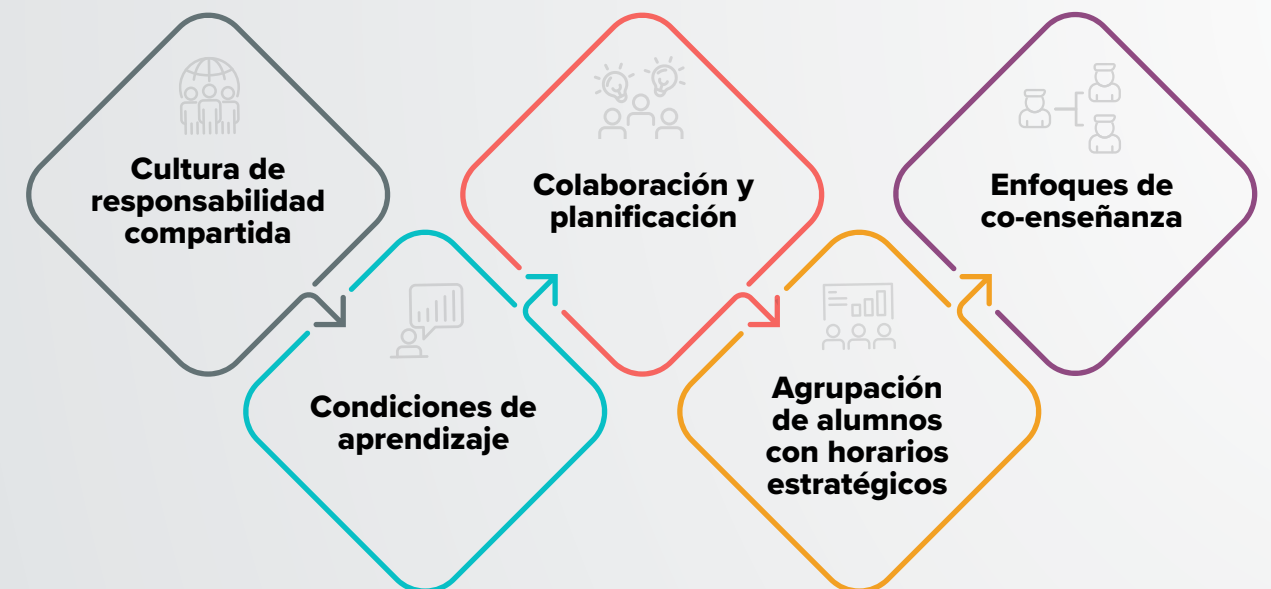 Cultura de
responsabilidad
compartida
Condiciones de
aprendizaje
Colaboración y
planificación
Agrupación
de alumnos
con horarios
estratégicos
Enfoques de
co-enseñanza